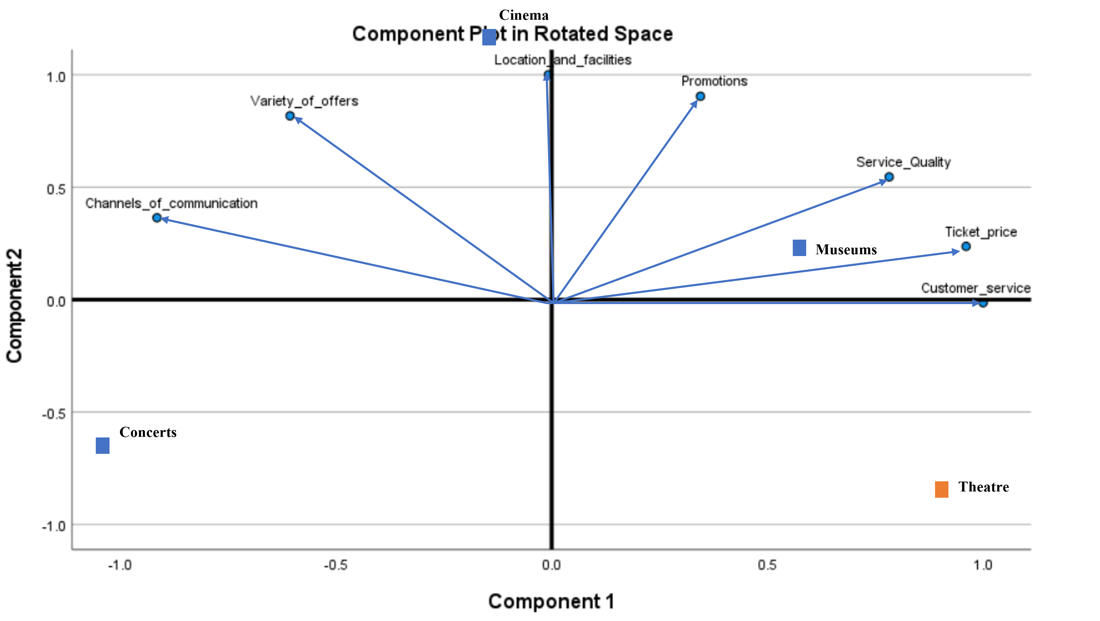 Cinema
Component Plot in Rotated Space
Location_and_facilities
1.0
Promotions
Variety_of_offers
Service_Quality
0.5
Channels_of_communication
Ticket_price
Museums
Customer_service
0.0
Component 2
-0.5
Concerts
Theatre
-1.0
-1.0 -0.5 0.0 0.5 1.0
Component 1